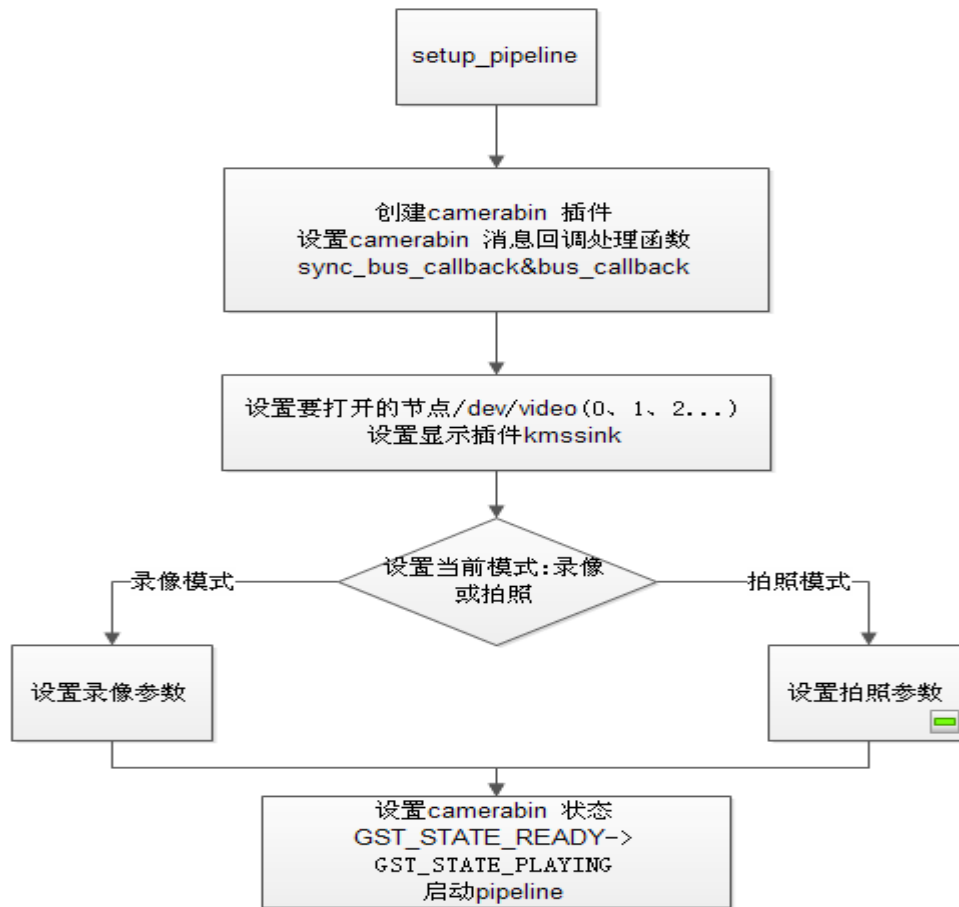 setup_pipeline
创建camerabin 插件
设置camerabin 消息回调处理函数
sync_bus_callback&bus_callback
设置要打开的节点/dev/video(0、1、2...)
设置显示插件kmssink
设置当前模式:录像
或拍照
录像模式
拍照模式
设置录像参数
设置拍照参数
设置camerabin 状态
GST_STATE_READY->
GST_STATE_PLAYING
启动pipeline